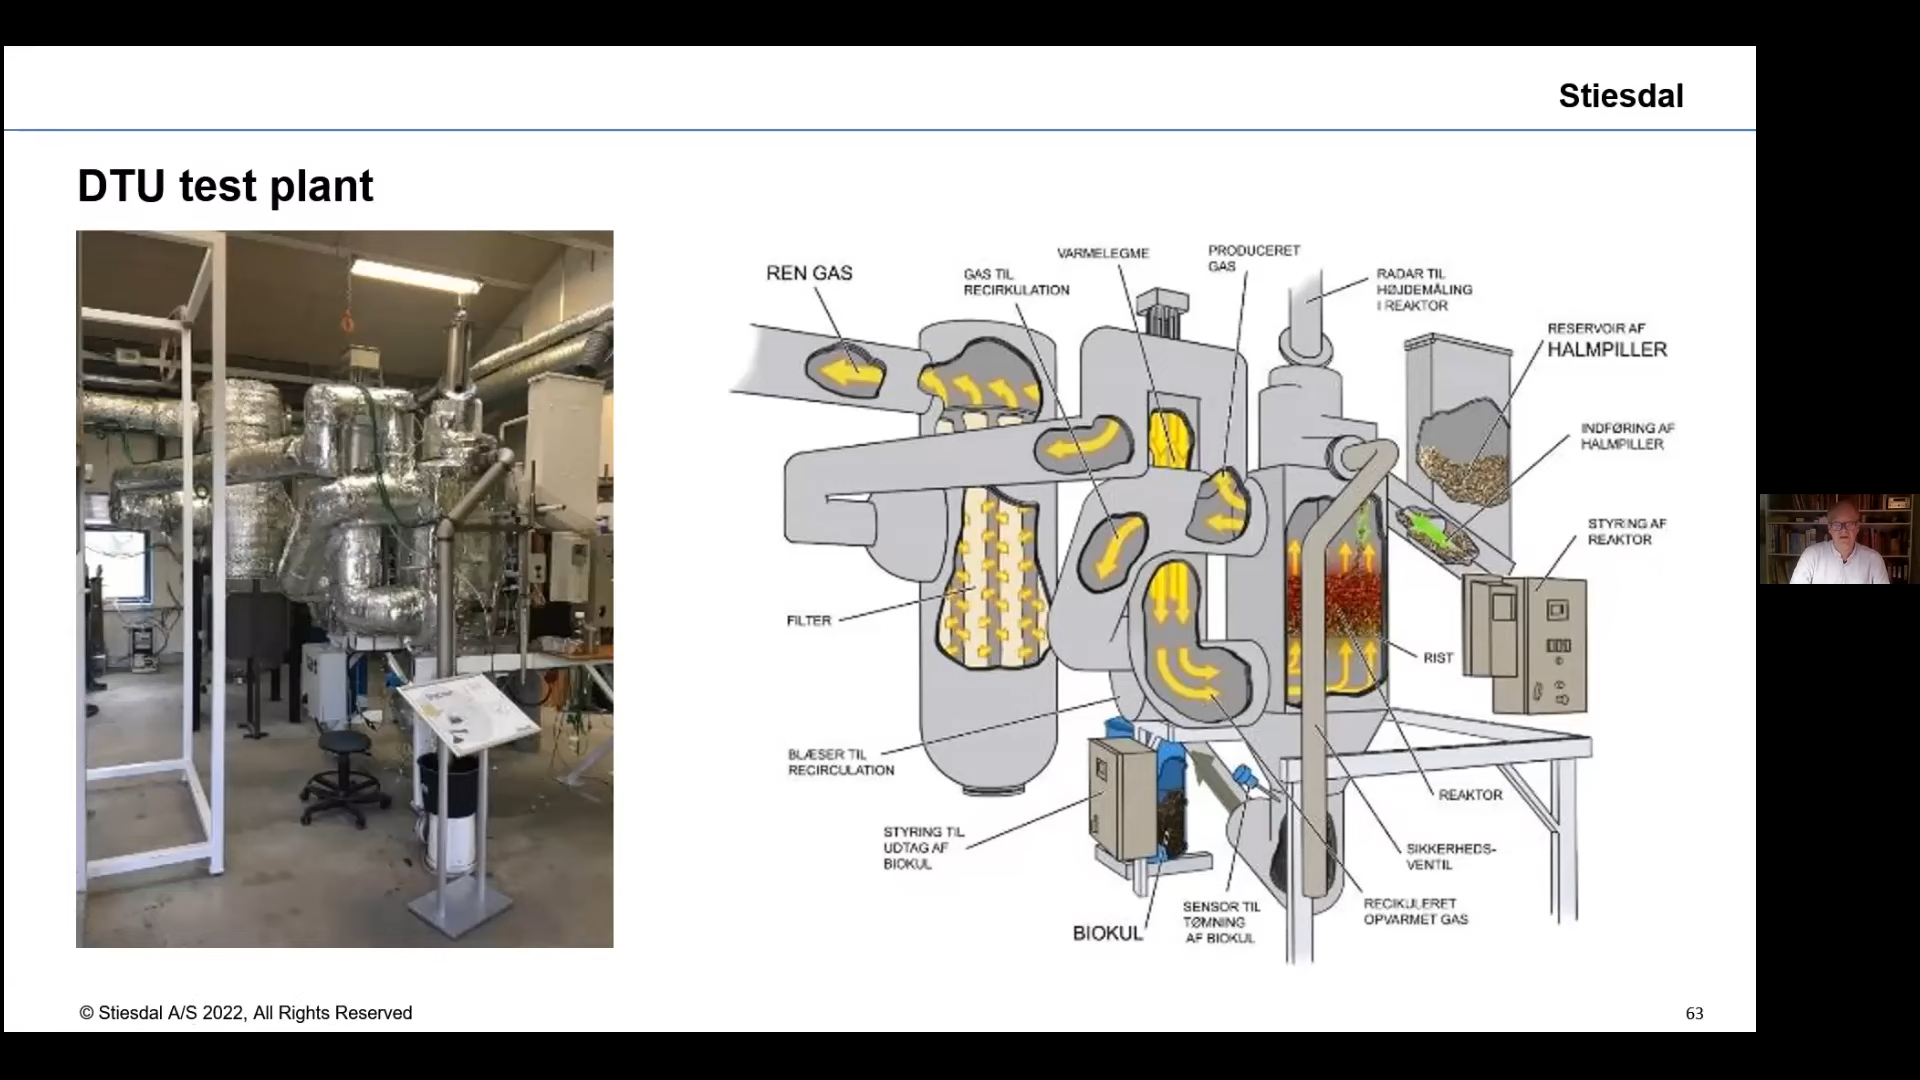 Stiesdal
DTU test plant
REN GAS
GAS TIL
RECIRKULATION
VARMELEGME
PRODUCERET
GAS
RADAR TIL
HØJDEMÅLING
I REAKTOR
RESERVOIR AF
HALMPILLER
INDFØRING AF
HALMPILLER
STYRING AF
REAKTOR
FILTER
RIST
BLÆSER TIL
RECIRCULATION
REAKTOR
STYRING TIL
UDTAG AF
BIOKUL
SIKKERHEDS-
VENTIL
BIOKUL
SENSOR TIL
TØMNING
AF BIOKUL
RECIKULERET
OPVARMET GAS
© Stiesdal A/S 2022, All Rights Reserved
63